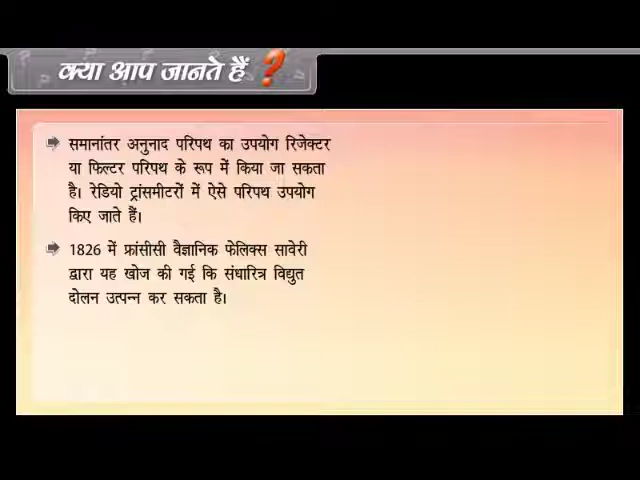 क्या आप जानते हैं ?
समानांतर अनुनाद परिपथ का उपयोग रिजेक्टर
या फिल्टर परिपथ के रूप में किया जा सकता
है। रेडियो ट्रांसमीटरों में ऐसे परिपथ उपयोग
किए जाते हैं।
1826 में फ्रांसीसी वैज्ञानिक फेलिक्स सावेरी
द्वारा यह खोज की गई कि संधारित्र विद्युत
दोलन उत्पन्न कर सकता है।